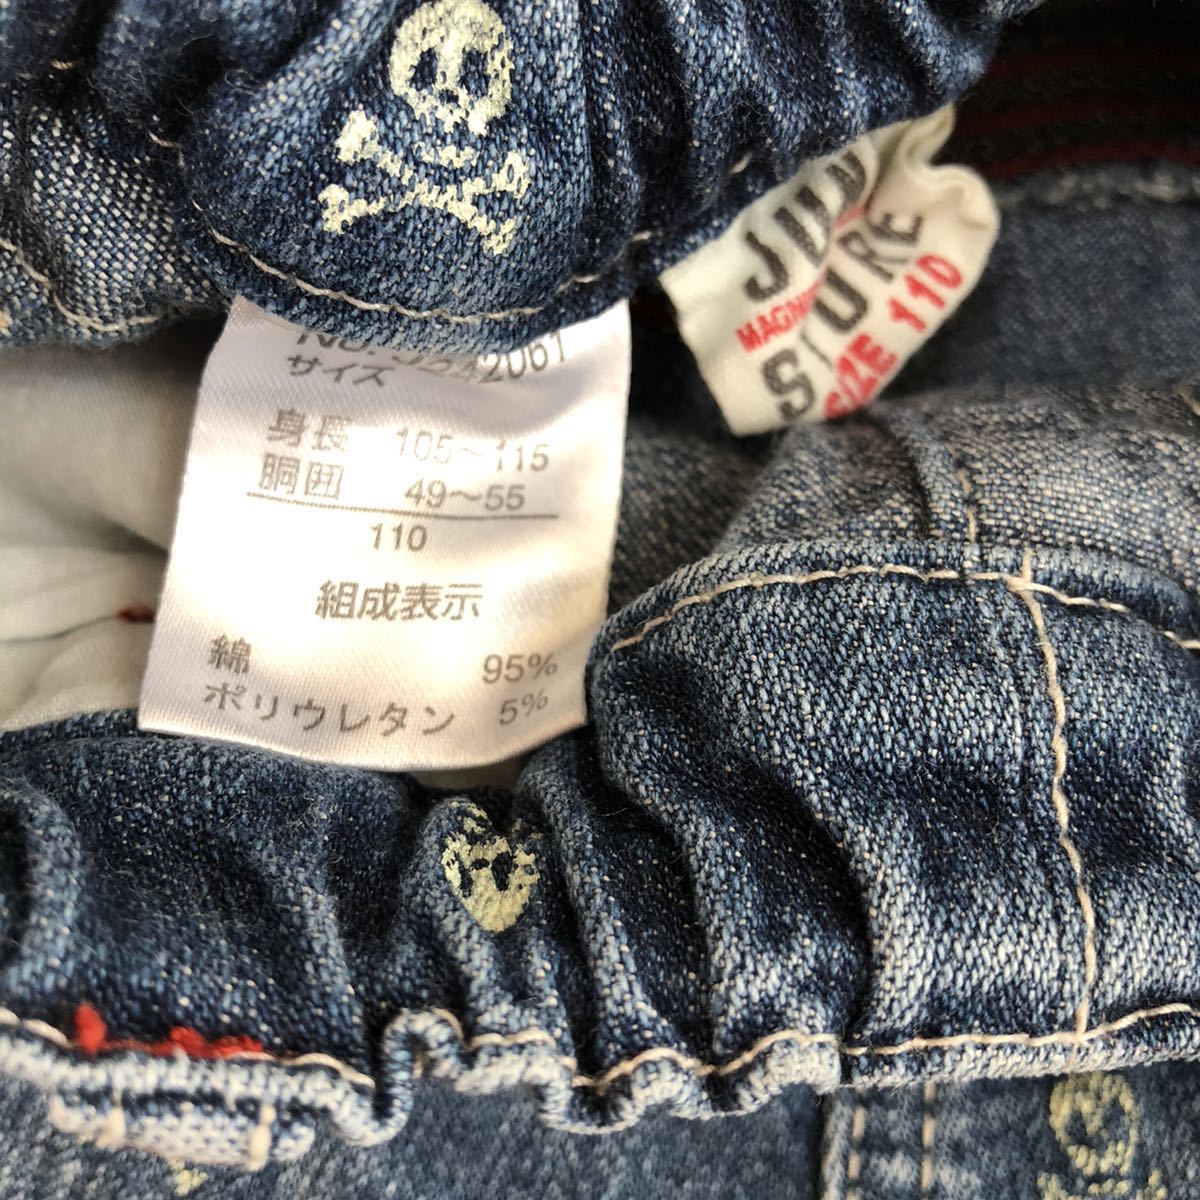 サイズ
身長 105～115
胴囲 49～55
110
組成表示
綿 95%
ポリウレタン 5%
SIZE 110